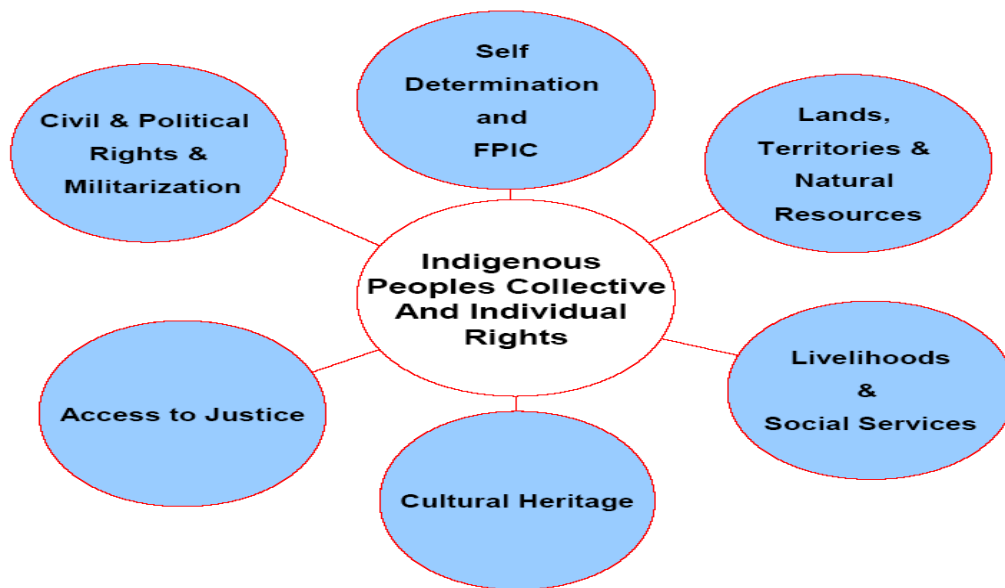 Self
Determination
and
FPIC
Civil & Political
Rights &
Militarization
Lands,
Territories &
Natural
Resources
Indigenous
Peoples Collective
And Individual
Rights
Livelihoods
&
Social Services
Access to Justice
Cultural Heritage